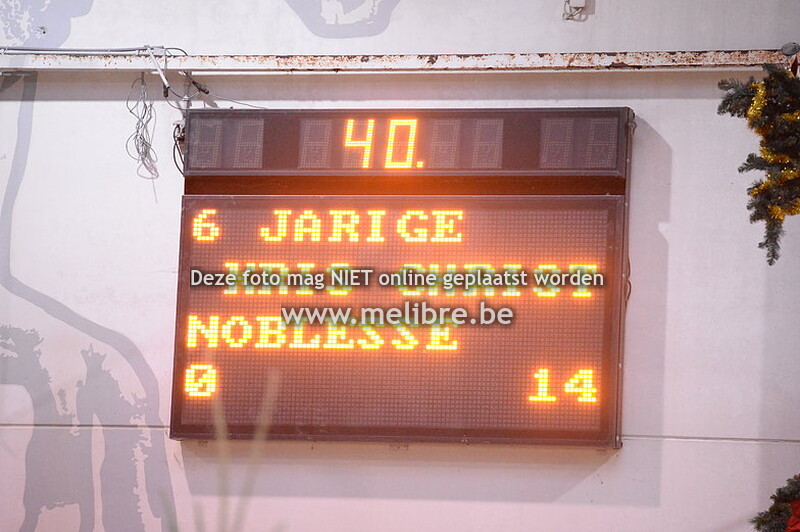 40.
6 JARIGE
Deze foto mag NIET online geplaatst worden
www.melibre.be
NOBLESSE
0 14